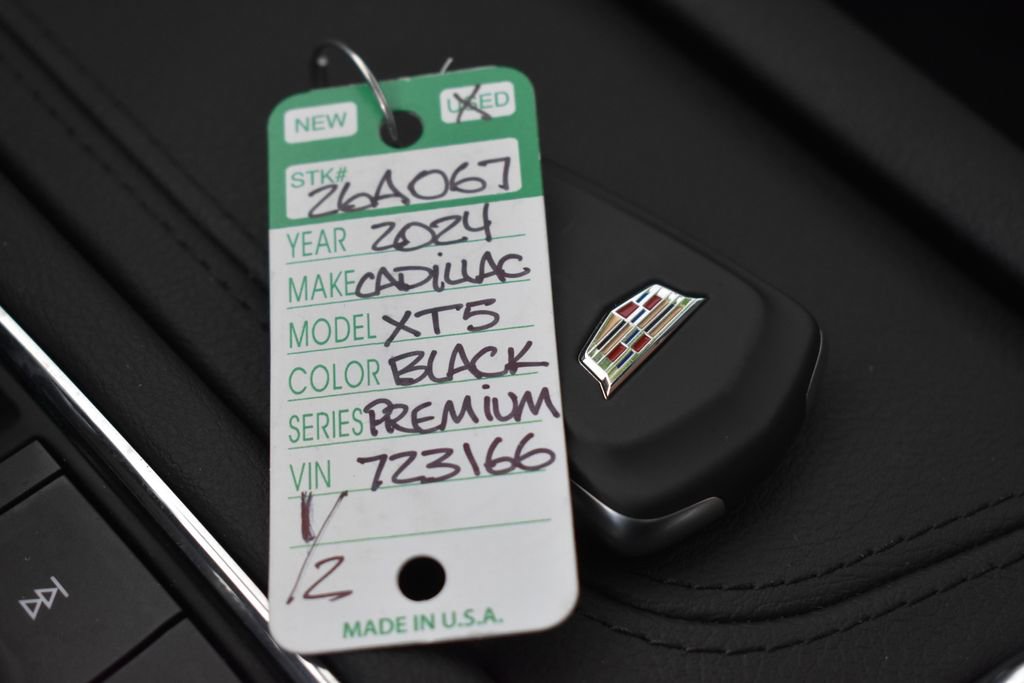 NEW USED
STK# 26A067
YEAR 2024
MAKE CADiLLAC
MODEL XT5
COLOR BLACK
SERIES PREMiUM
VIN 723166
1/2
MADE IN U.S.A.